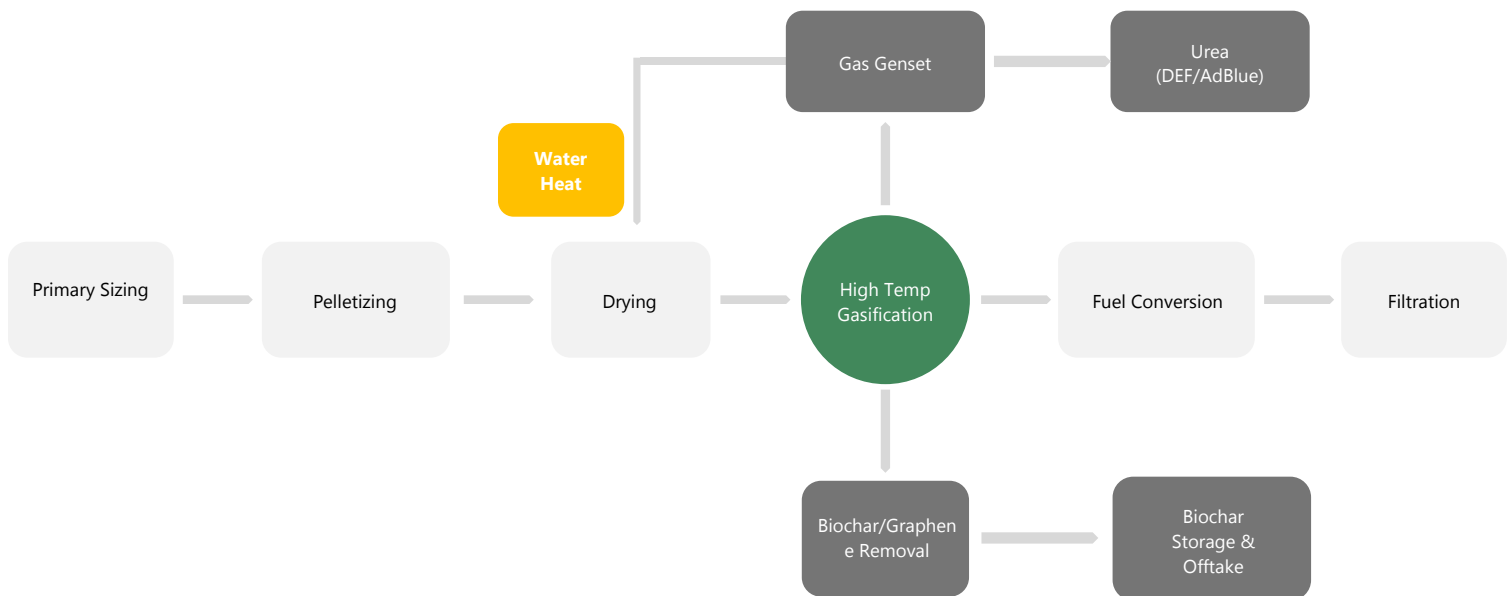 Gas Genset
Urea
(DEF/AdBlue)
Water
Heat
Primary Sizing
Pelletizing
Drying
High Temp
Gasification
Fuel Conversion
Filtration
Biochar/Graphen
e Removal
Biochar
Storage &
Offtake